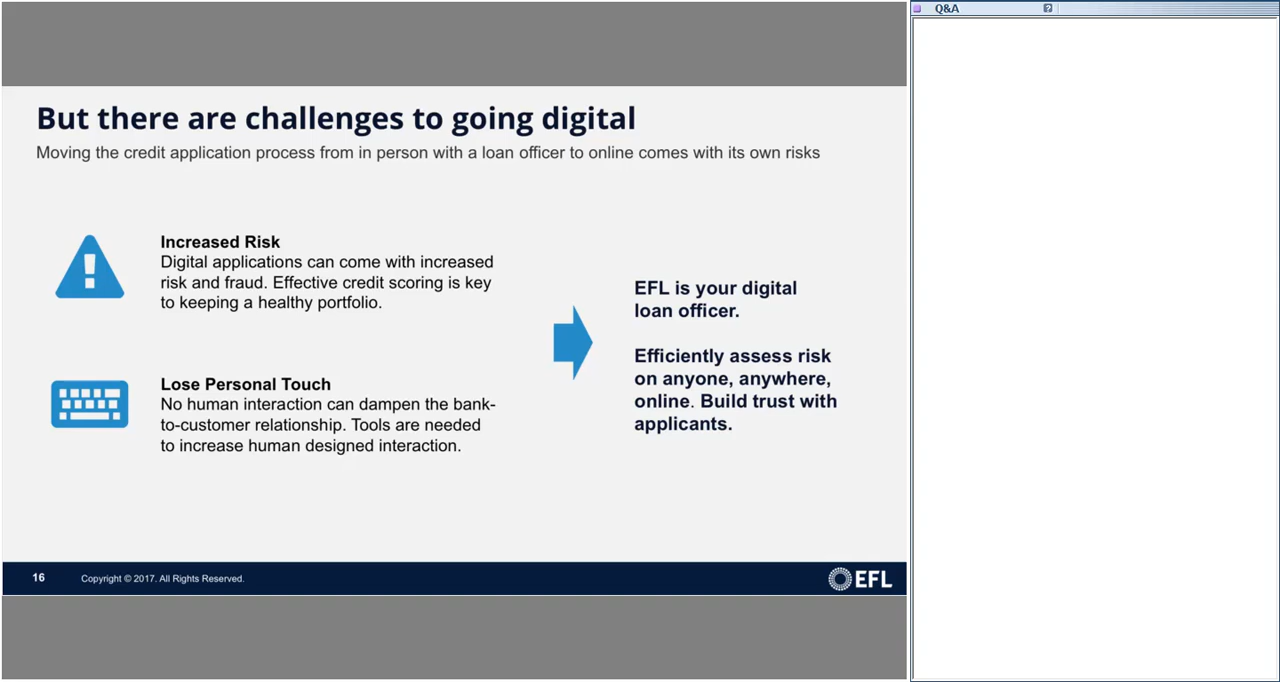 Q&A
But there are challenges to going digital
Moving the credit application process from in person with a loan officer to online comes with its own risks
Increased Risk
Digital applications can come with increased
risk and fraud. Effective credit scoring is key
to keeping a healthy portfolio.
Lose Personal Touch
No human interaction can dampen the bank-
to-customer relationship. Tools are needed
to increase human designed interaction.
EFL is your digital
loan officer.
Efficiently assess risk
on anyone, anywhere,
online. Build trust with
applicants.
16
Copyright © 2017. All Rights Reserved.
EFL